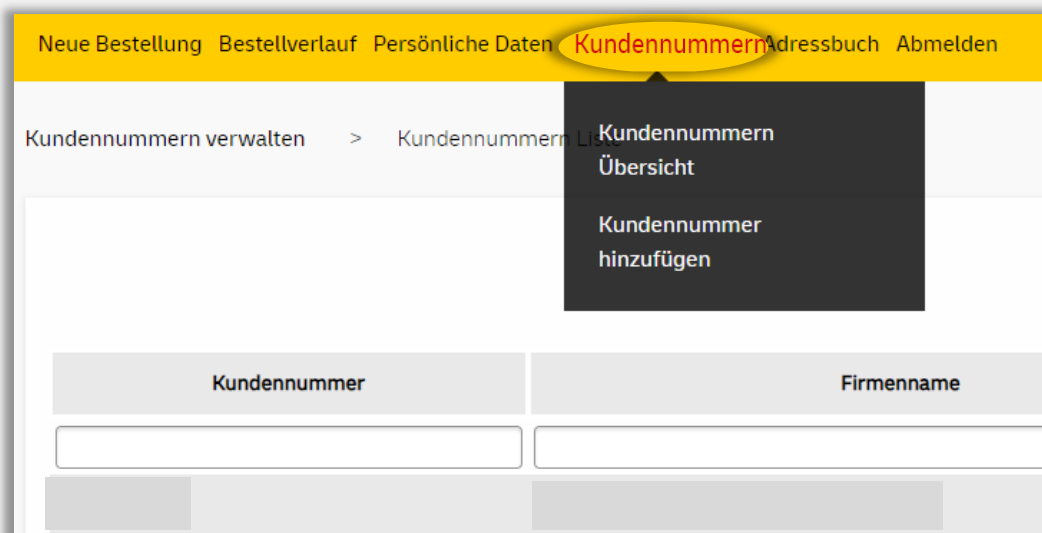 Neue Bestellung Bestellverlauf Persönliche Daten Kundennummern Adressbuch Abmelden
Kundennummern verwalten > Kundennummern Liste
Kundennummern
Übersicht
Kundennummer
hinzufügen
Kundennummer Firmenname